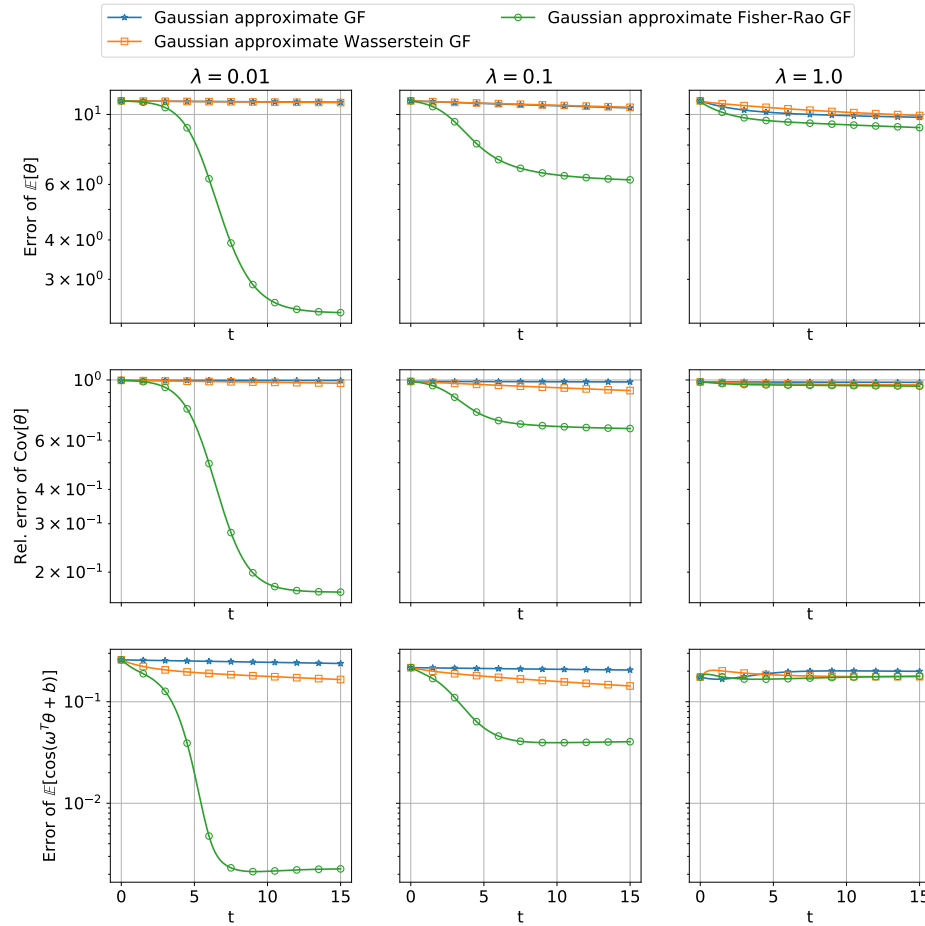 Gaussian approximate GF
Gaussian approximate Wasserstein GF
Gaussian approximate Fisher-Rao GF
λ = 0.01
λ = 0.1
λ = 1.0
Error of 𝔼[θ]
10¹
6 × 10⁰
4 × 10⁰
3 × 10⁰
t
t
t
Rel. error of Cov[θ]
10⁰
6 × 10⁻¹
4 × 10⁻¹
3 × 10⁻¹
2 × 10⁻¹
t
t
t
Error of 𝔼[cos(ωᵀθ + b)]
10⁻¹
10⁻²
0 5 10 15
0 5 10 15
0 5 10 15
t
t
t